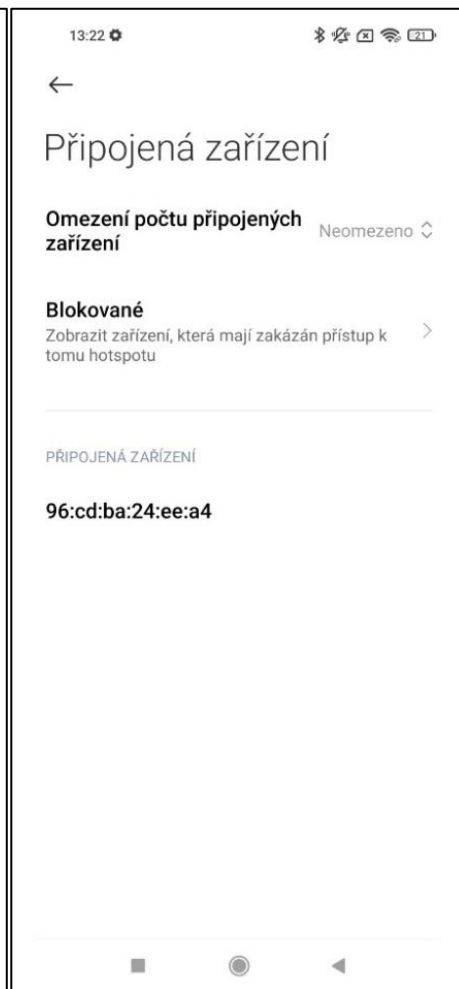 13:22
21
Připojená zařízení
Omezení počtu připojených
zařízení
Neomezeno
Blokované
Zobrazit zařízení, která mají zakázán přístup k
tomu hotspotu
PŘIPOJENÁ ZAŘÍZENÍ
96:cd:ba:24:ee:a4